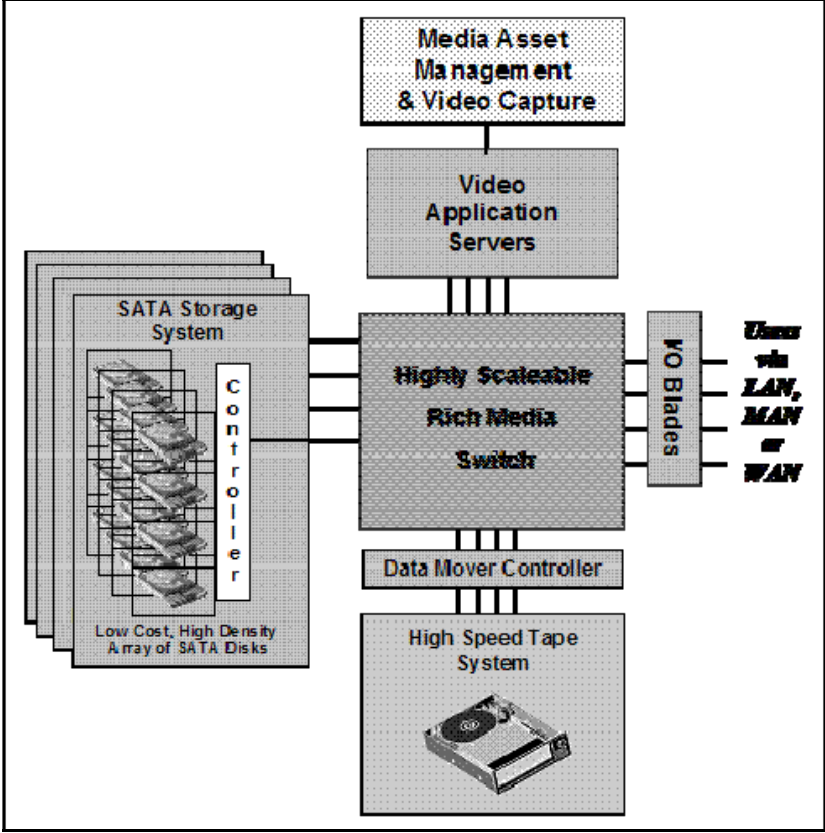 Media Asset
Management
& Video Capture
Video
Application
Servers
SATA Storage
System
Controller
Low Cost, High Density
Array of SATA Disks
Highly Scaleable
Rich Media
Switch
I/O Blades
Users
via
LAN,
MAN
or
WAN
Data Mover Controller
High Speed Tape
System